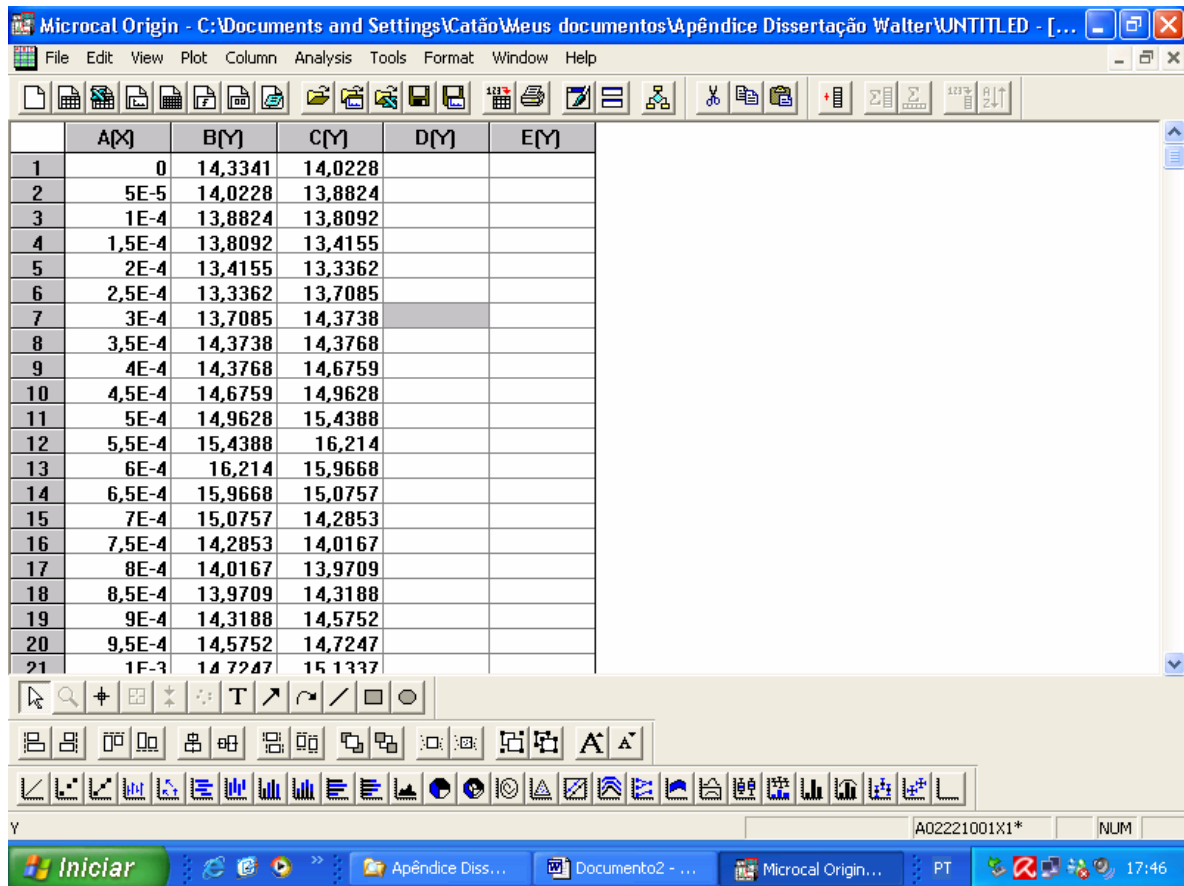 Microcal Origin - C:\Documents and Settings\Catão\Meus documentos\Apêndice Dissertação Walter\UNTITLED - [...
File Edit View Plot Column Analysis Tools Format Window Help
A(X) B(Y) C(Y) D(Y) E(Y)
1 0 14,3341 14,0228
2 5E-5 14,0228 13,8824
3 1E-4 13,8824 13,8092
4 1,5E-4 13,8092 13,4155
5 2E-4 13,4155 13,3362
6 2,5E-4 13,3362 13,7085
7 3E-4 13,7085 14,3738
8 3,5E-4 14,3738 14,3768
9 4E-4 14,3768 14,6759
10 4,5E-4 14,6759 14,9628
11 5E-4 14,9628 15,4388
12 5,5E-4 15,4388 16,214
13 6E-4 16,214 15,9668
14 6,5E-4 15,9668 15,0757
15 7E-4 15,0757 14,2853
16 7,5E-4 14,2853 14,0167
17 8E-4 14,0167 13,9709
18 8,5E-4 13,9709 14,3188
19 9E-4 14,3188 14,5752
20 9,5E-4 14,5752 14,7247
21 1E-3 14,7247 15,1337
T
A A
Y A02221001X1* NUM
Iniciar Apêndice Diss... Documento2 - ... Microcal Origin... PT 17:46